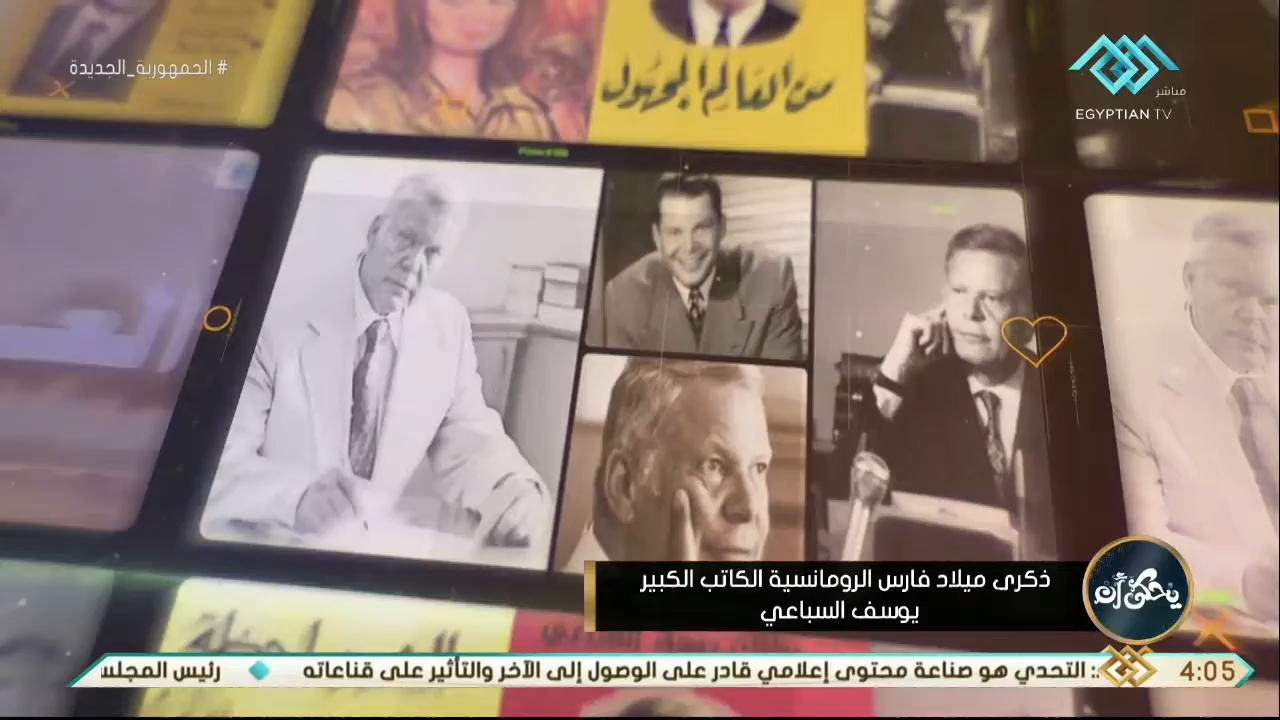 #الجمهورية_الجديدة
من العالم المجهول
مباشر
EGYPTIAN TV
ذكرى ميلاد فارس الرومانسية الكاتب الكبير
يوسف السباعي
يحكى أن
: التحدي هو صناعة محتوى إعلامي قادر على الوصول إلى الآخر والتأثير على قناعاته
رئيس المجلس
4:05